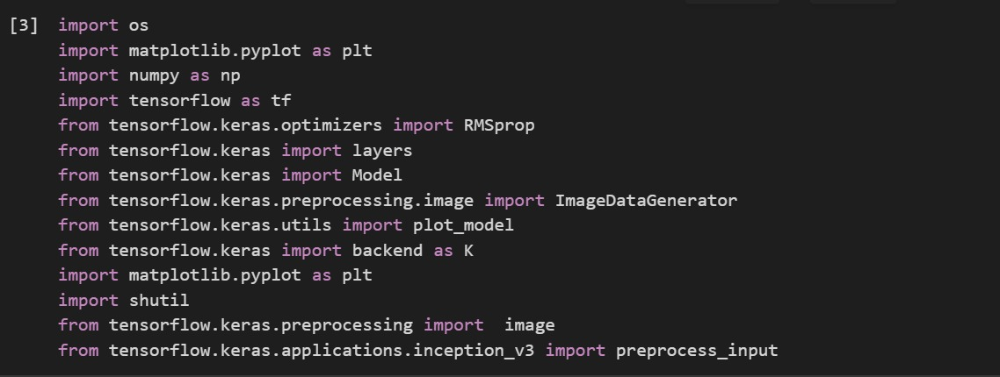 [3] import os
import matplotlib.pyplot as plt
import numpy as np
import tensorflow as tf
from tensorflow.keras.optimizers import RMSprop
from tensorflow.keras import layers
from tensorflow.keras import Model
from tensorflow.keras.preprocessing.image import ImageDataGenerator
from tensorflow.keras.utils import plot_model
from tensorflow.keras import backend as K
import matplotlib.pyplot as plt
import shutil
from tensorflow.keras.preprocessing import  image
from tensorflow.keras.applications.inception_v3 import preprocess_input